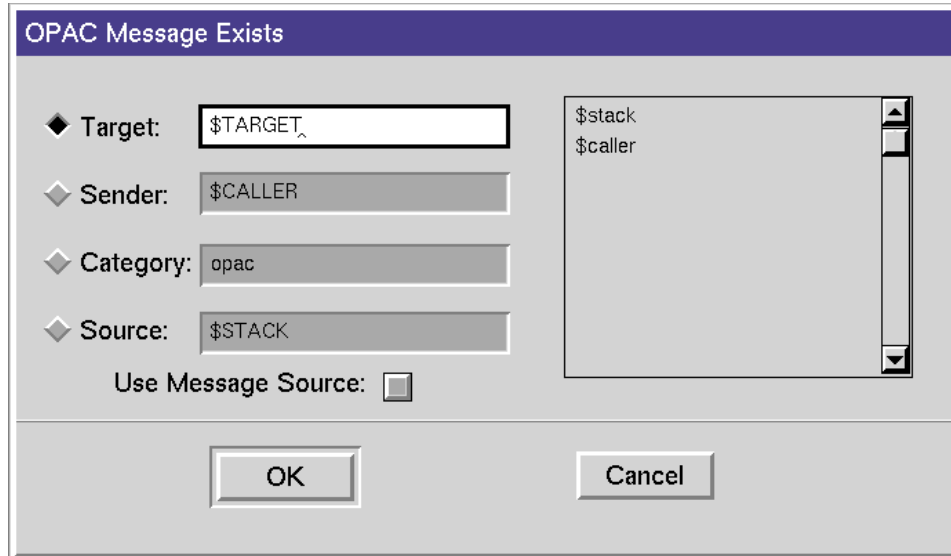 OPAC Message Exists
Target: $TARGET
Sender: $CALLER
Category: opac
Source: $STACK
Use Message Source:
$stack
$caller
OK
Cancel